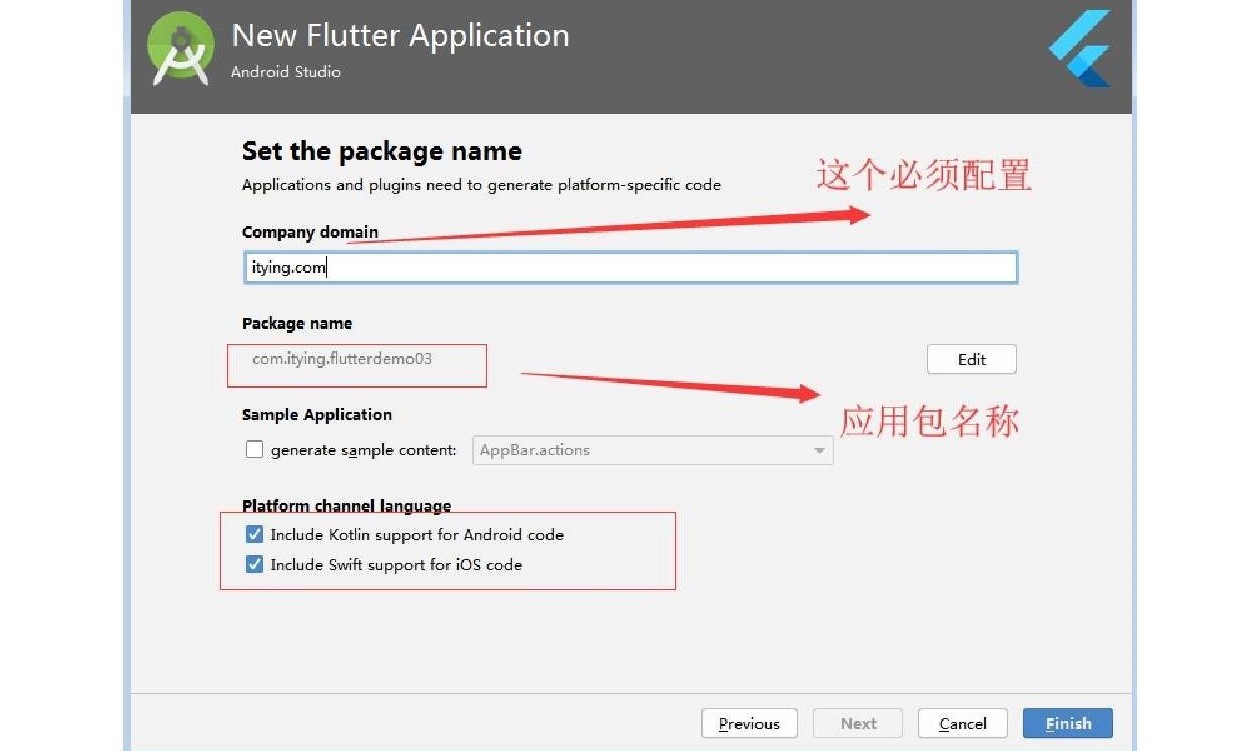 New Flutter Application
Android Studio
Set the package name
Applications and plugins need to generate platform-specific code
这个必须配置
Company domain
itying.com
Package name
com.itying.flutterdemo03
Edit
应用包名称
Sample Application
generate sample content: AppBar.actions
Platform channel language
Include Kotlin support for Android code
Include Swift support for iOS code
Previous Next Cancel Finish